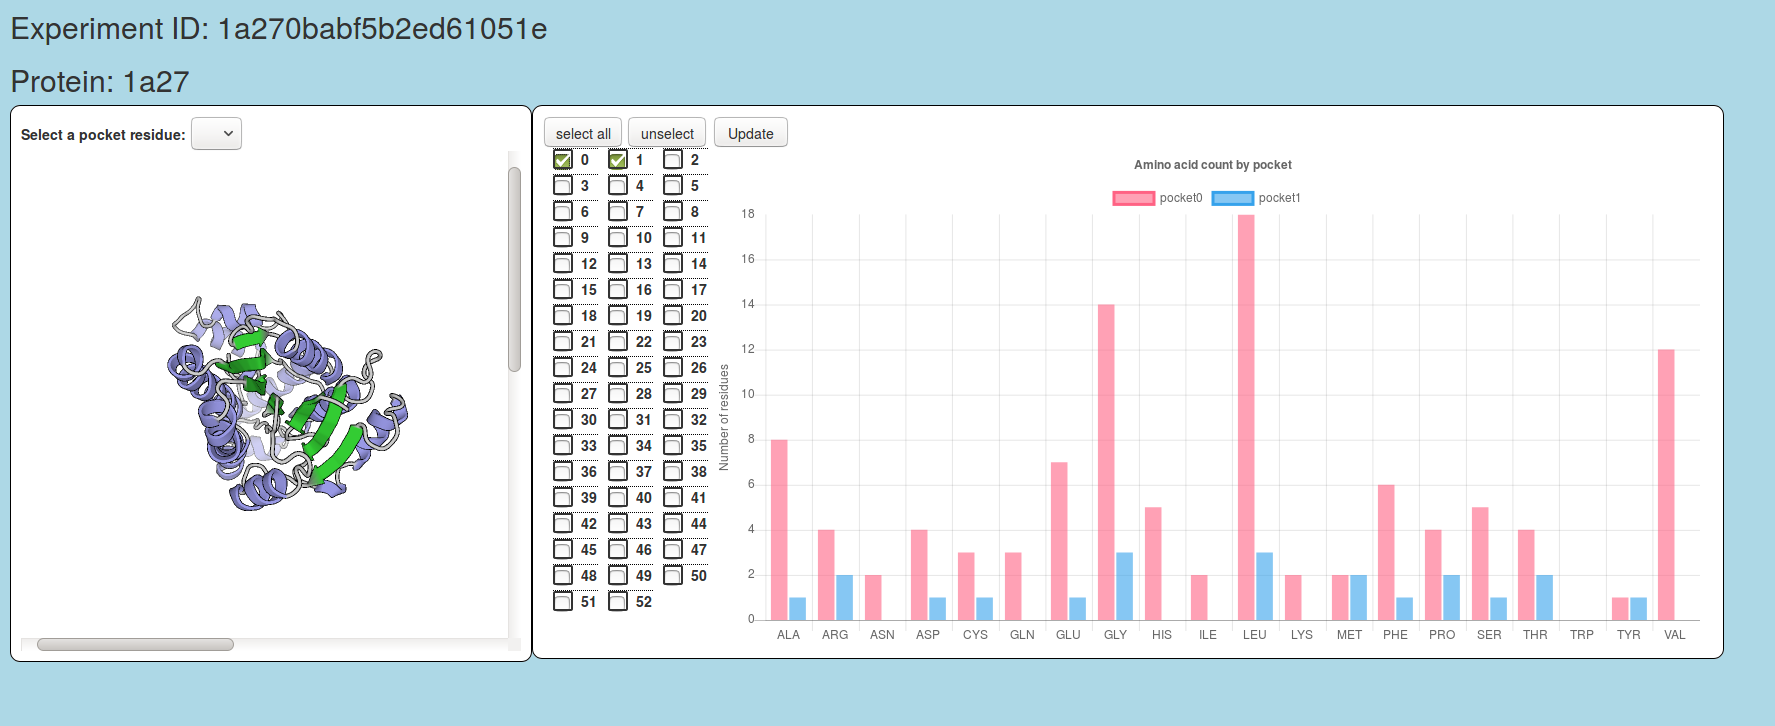 Experiment ID: 1a270babf5b2ed61051e
Protein: 1a27
Select a pocket residue:
select all unselect Update
0 1 2
3 4 5
6 7 8
9 10 11
12 13 14
15 16 17
18 19 20
21 22 23
24 25 26
27 28 29
30 31 32
33 34 35
36 37 38
39 40 41
42 43 44
45 46 47
48 49 50
51 52
Amino acid count by pocket
pocket0 pocket1
Number of residues
18
16
14
12
10
8
6
4
2
0
ALA ARG ASN ASP CYS GLN GLU GLY HIS ILE LEU LYS MET PHE PRO SER THR TRP TYR VAL